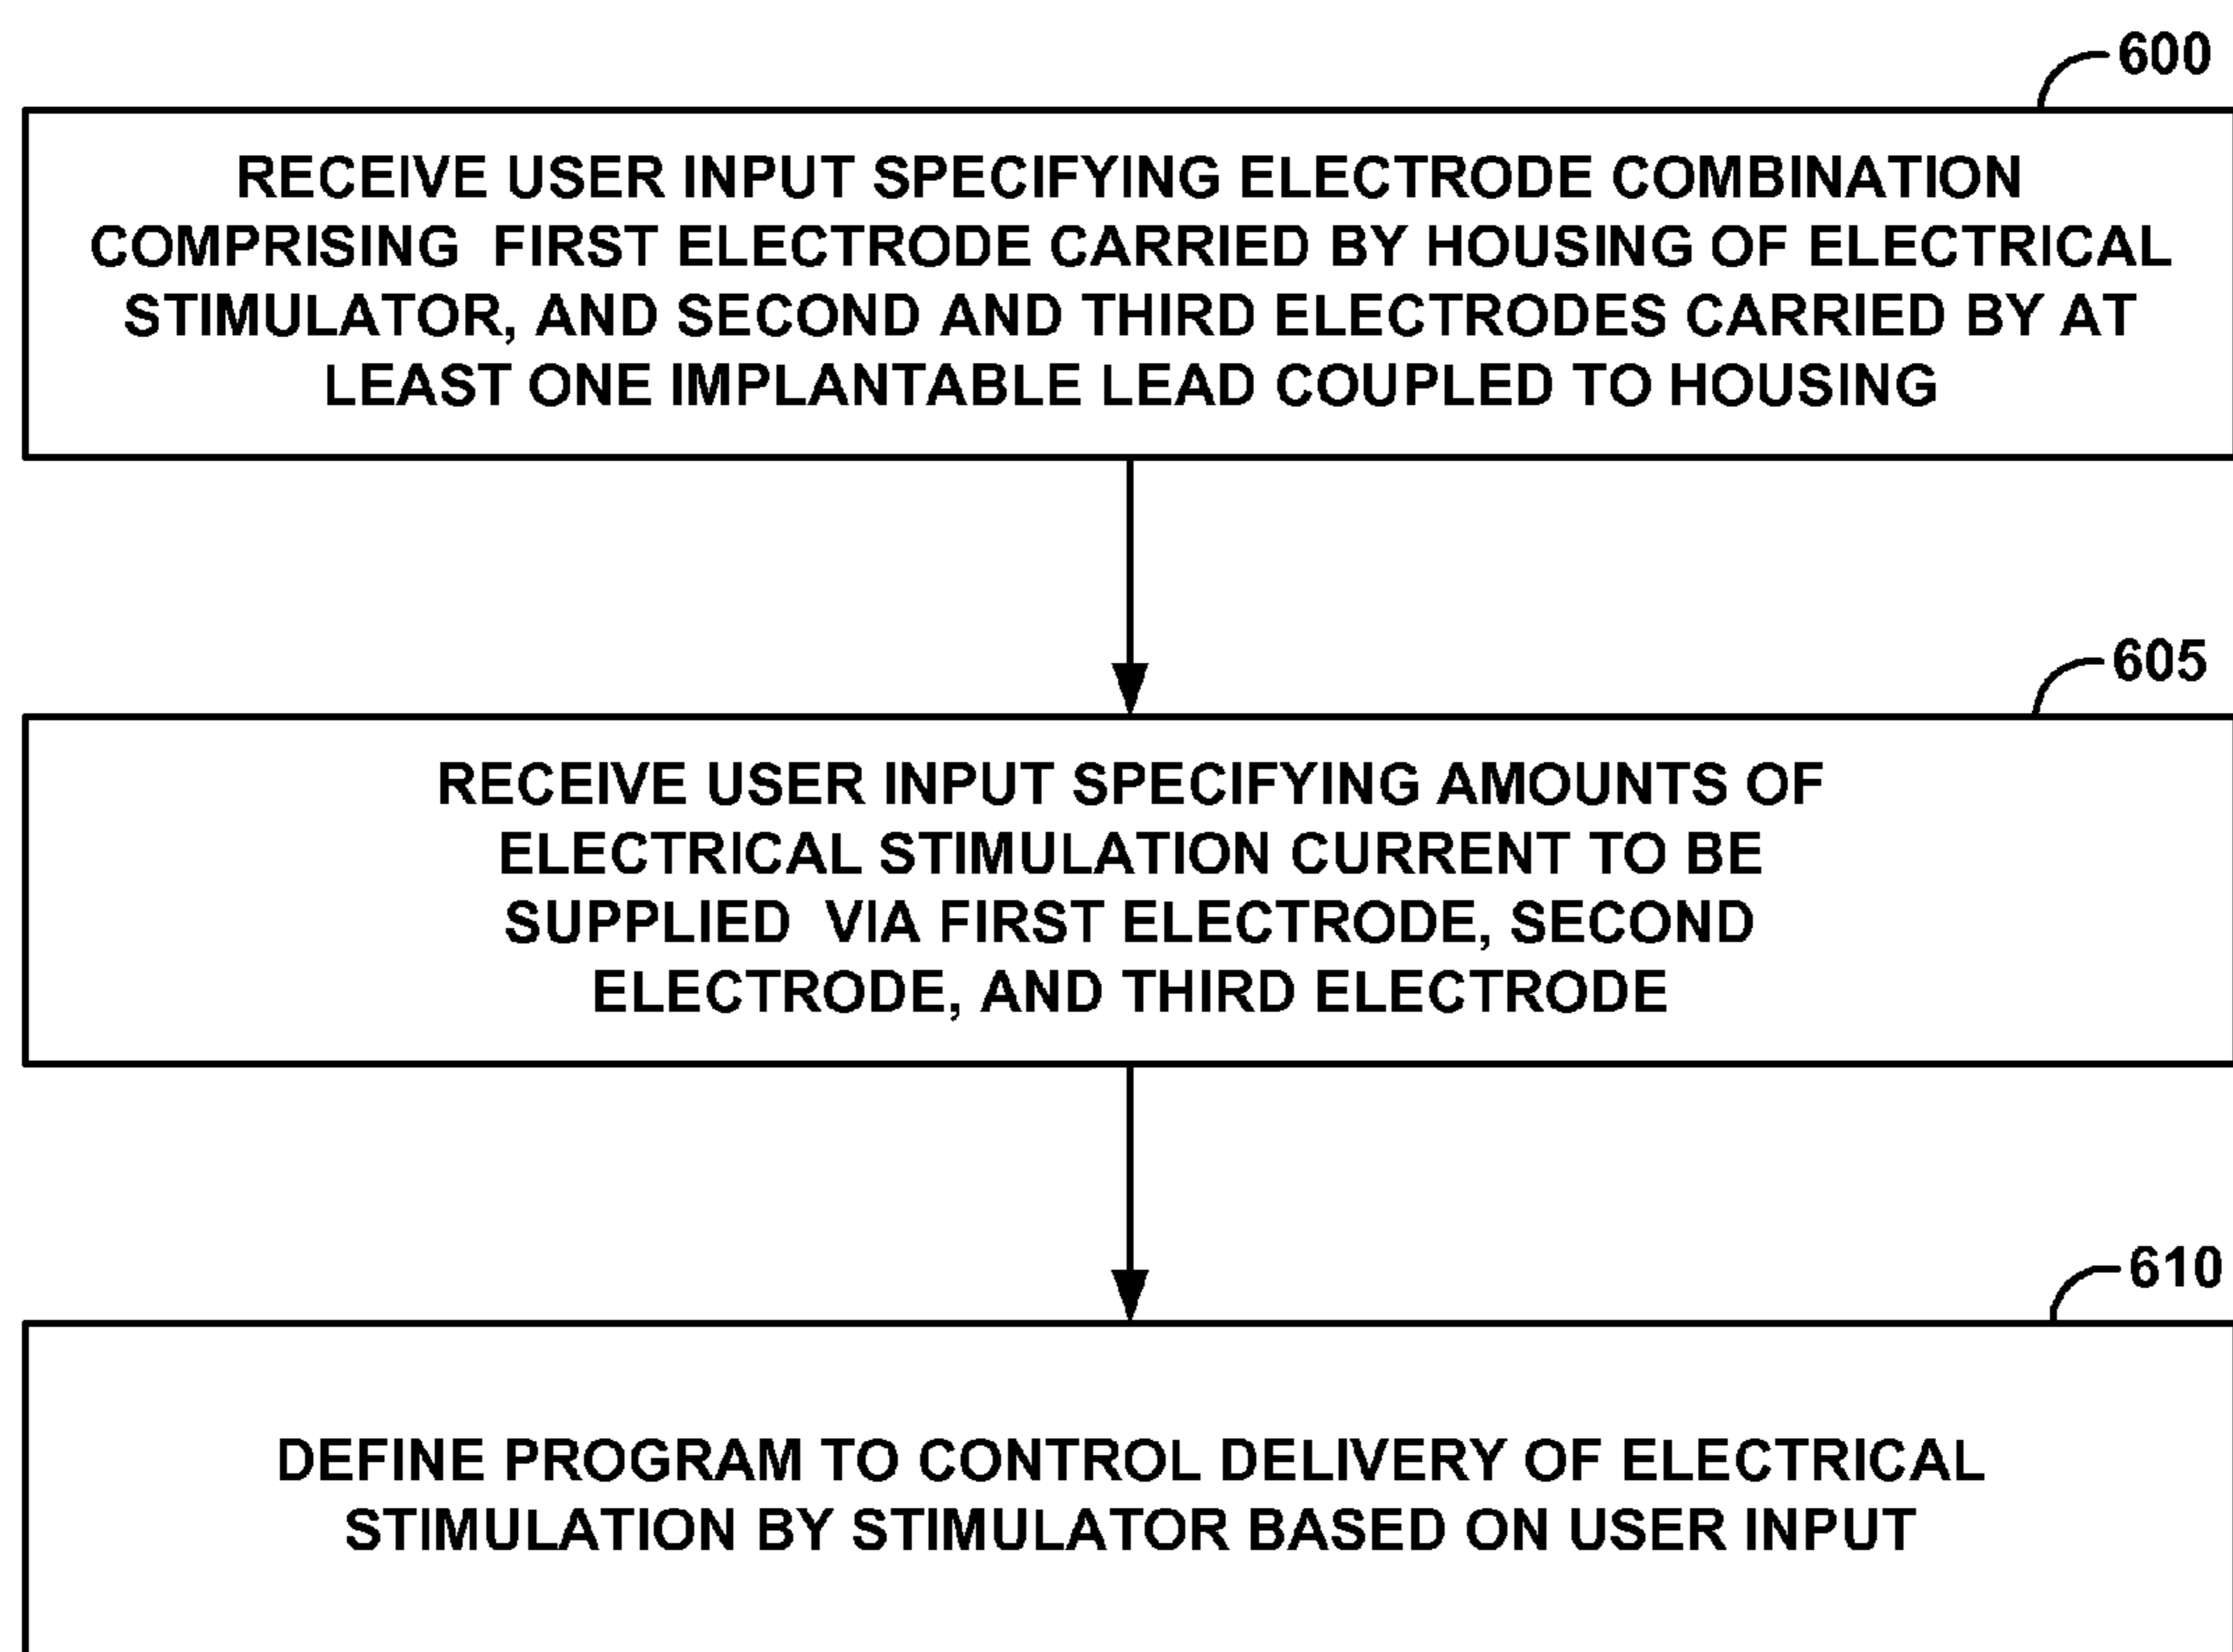 600
RECEIVE USER INPUT SPECIFYING ELECTRODE COMBINATION
COMPRISING FIRST ELECTRODE CARRIED BY HOUSING OF ELECTRICAL
STIMULATOR, AND SECOND AND THIRD ELECTRODES CARRIED BY AT
LEAST ONE IMPLANTABLE LEAD COUPLED TO HOUSING
605
RECEIVE USER INPUT SPECIFYING AMOUNTS OF
ELECTRICAL STIMULATION CURRENT TO BE
SUPPLIED VIA FIRST ELECTRODE, SECOND
ELECTRODE, AND THIRD ELECTRODE
610
DEFINE PROGRAM TO CONTROL DELIVERY OF ELECTRICAL
STIMULATION BY STIMULATOR BASED ON USER INPUT